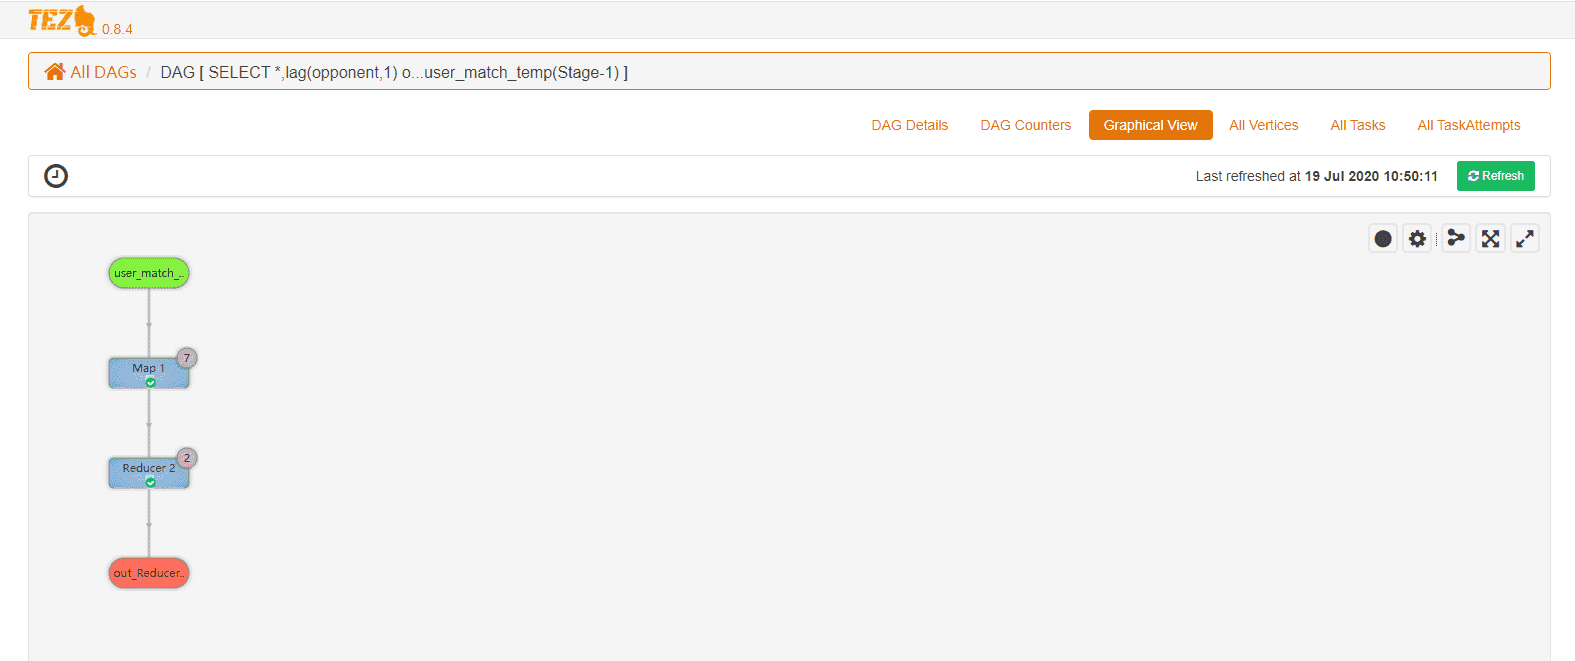 TEZ 0.8.4
All DAGs / DAG [ SELECT *,lag(opponent,1) o...user_match_temp(Stage-1) ]
DAG Details DAG Counters Graphical View All Vertices All Tasks All TaskAttempts
Last refreshed at 19 Jul 2020 10:50:11 Refresh
user_match_..
7
Map 1
2
Reducer 2
out_Reducer..